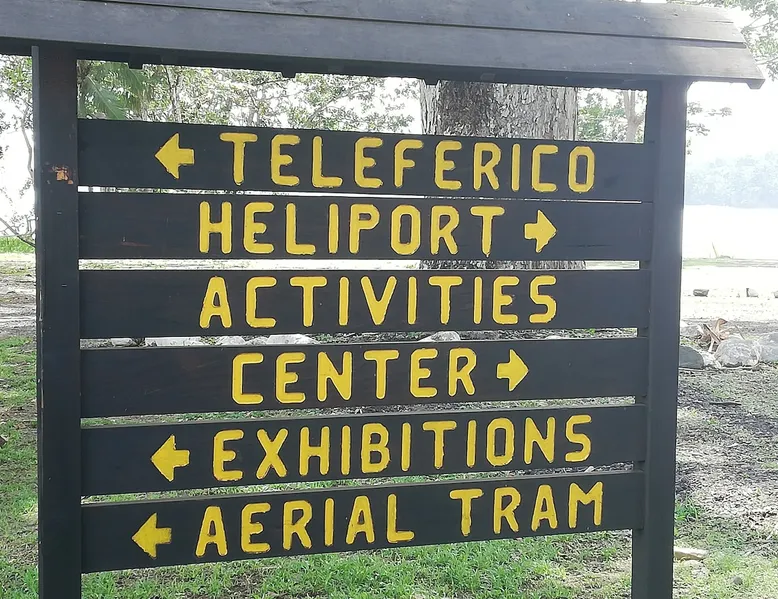 ← TELEFERICO
HELIPORT →
ACTIVITIES
CENTER →
← EXHIBITIONS
← AERIAL TRAM